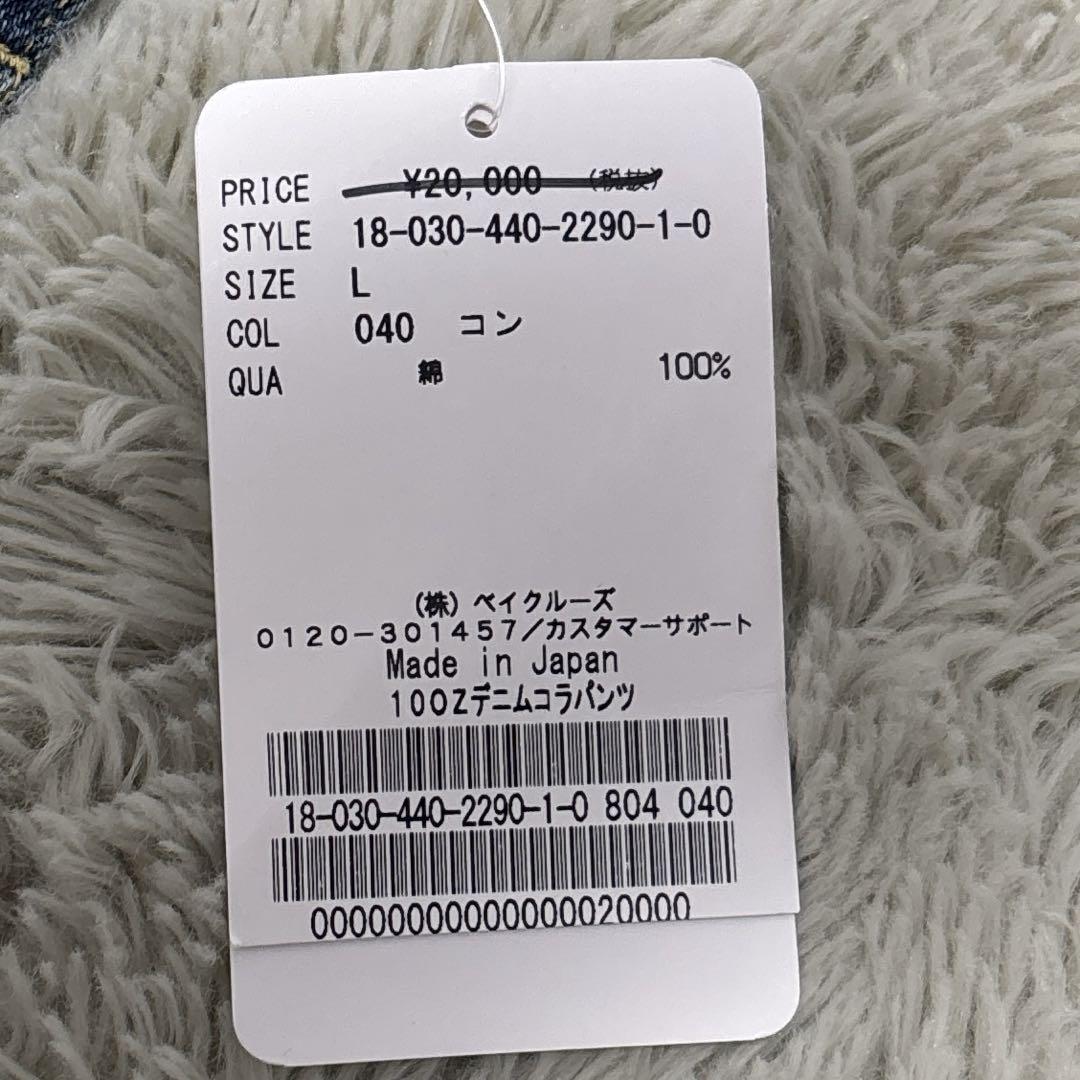 PRICE ¥20,000 (税抜)
STYLE 18-030-440-2290-1-0
SIZE L
COL 040 コン
QUA 綿 100%
(株) ベイクルーズ
0120-301457/カスタマーサポート
Made in Japan
100Zデニムコラパンツ
18-030-440-2290-1-0 804 040
00000000000000020000